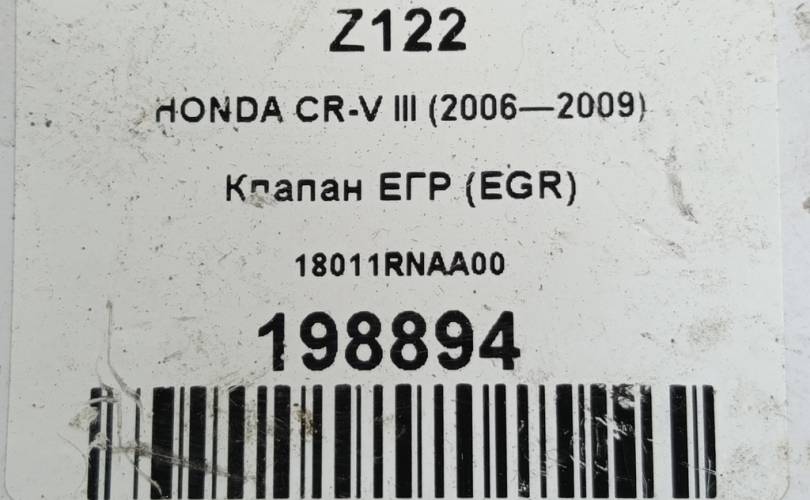 Z122
HONDA CR-V III (2006—2009)
Клапан ЕГР (EGR)
18011RNAA00
198894